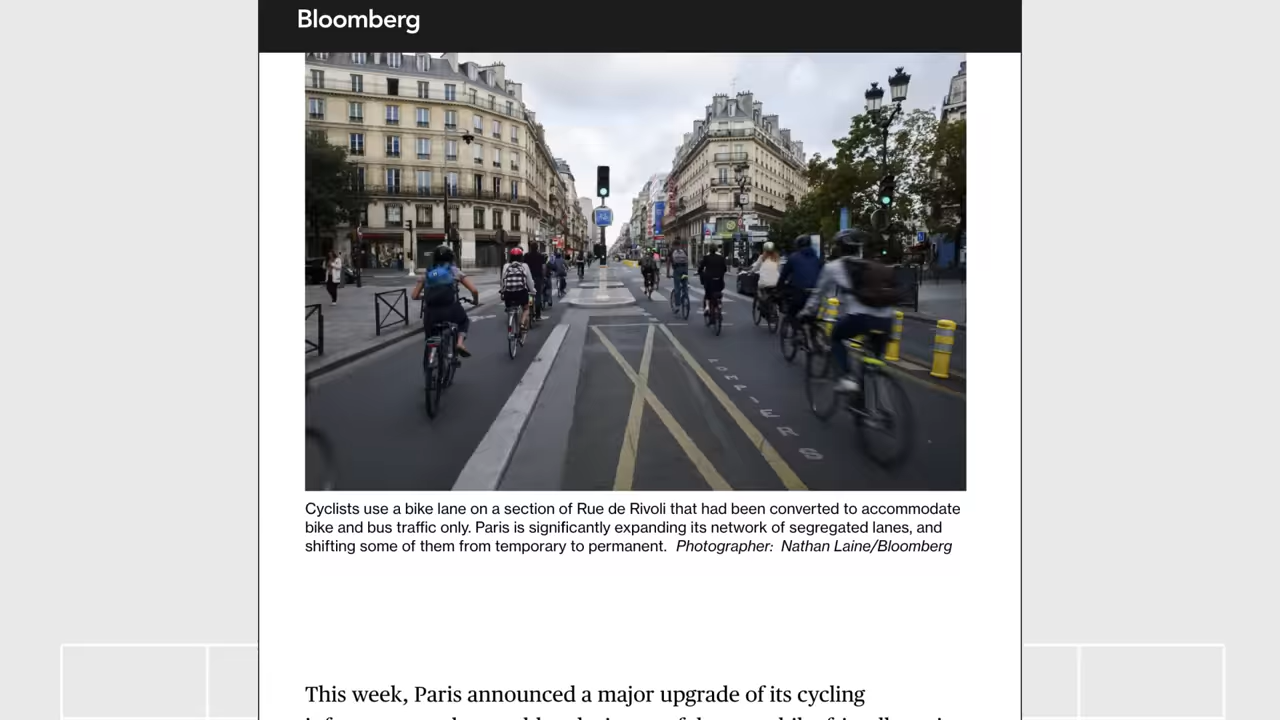 Bloomberg
Cyclists use a bike lane on a section of Rue de Rivoli that had been converted to accommodate
bike and bus traffic only. Paris is significantly expanding its network of segregated lanes, and
shifting some of them from temporary to permanent. Photographer: Nathan Laine/Bloomberg
This week, Paris announced a major upgrade of its cycling